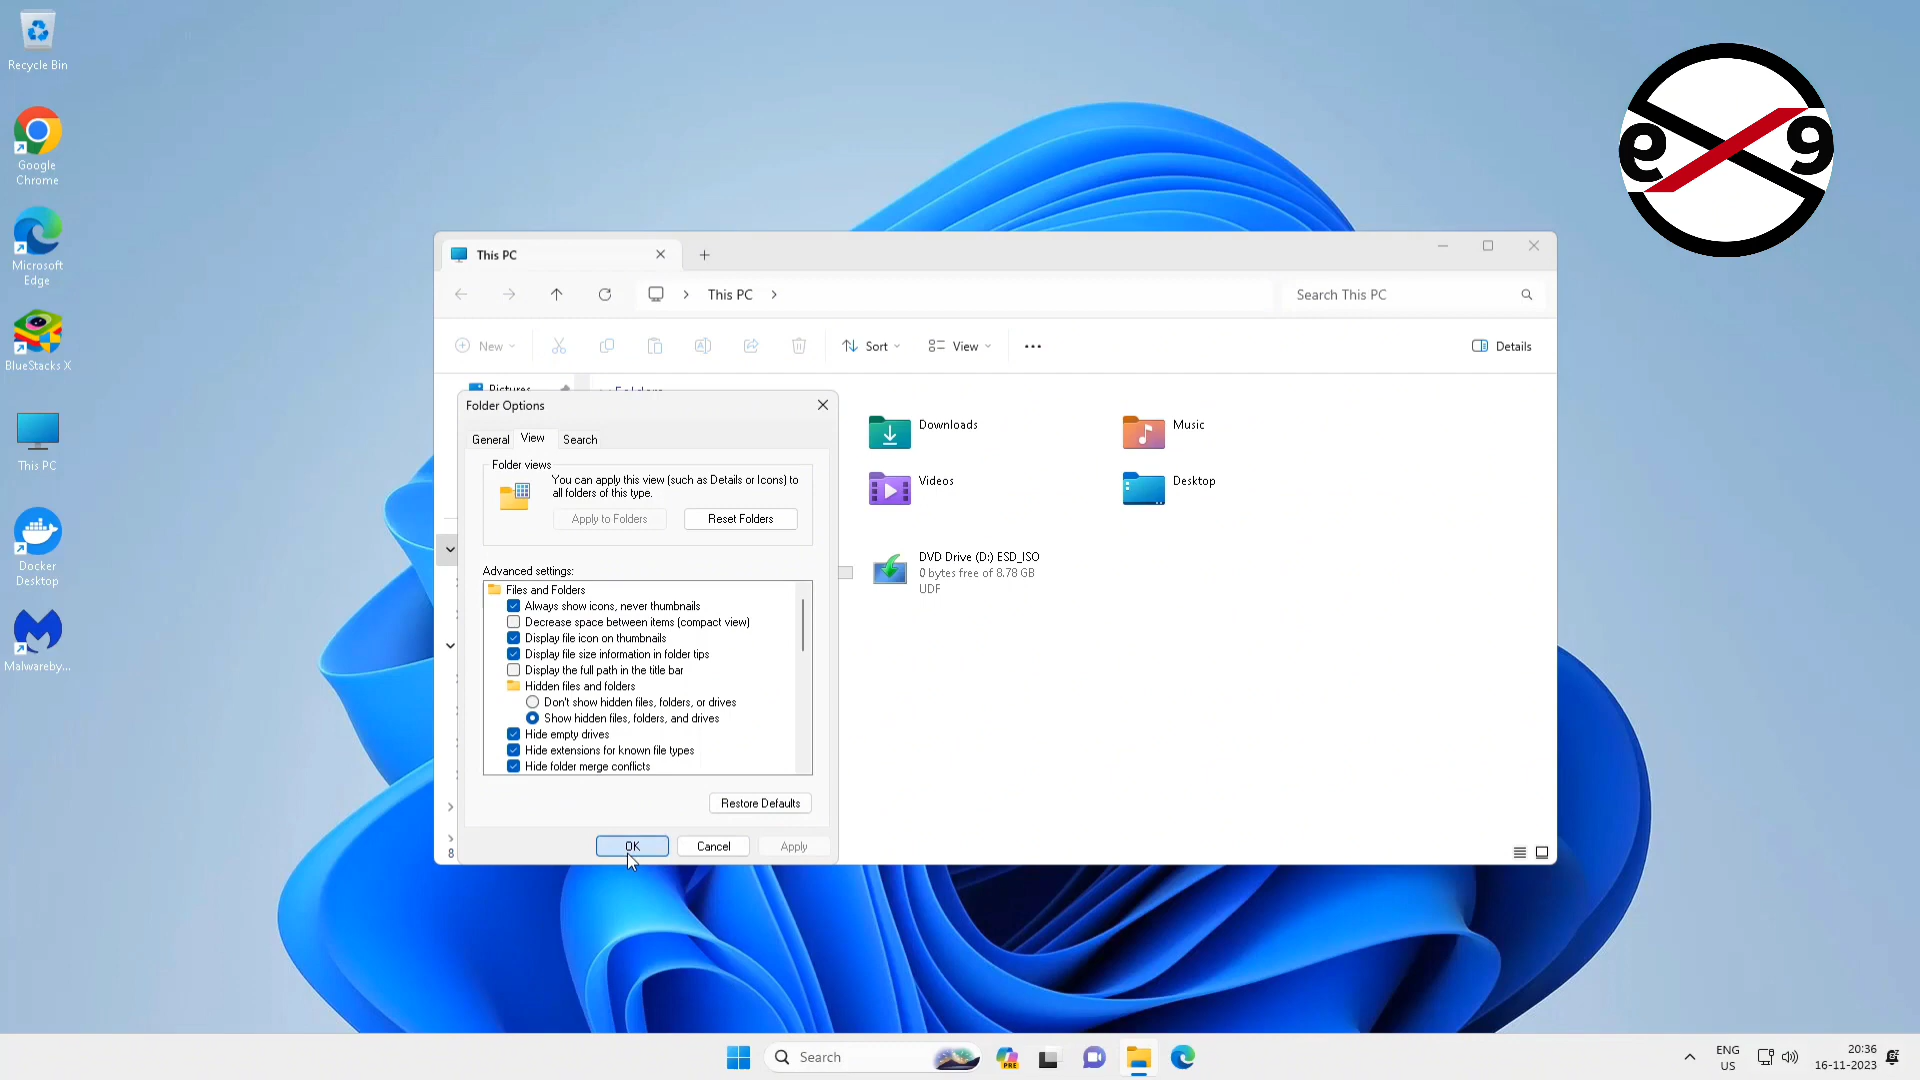 Recycle Bin
Google
Chrome
Microsoft
Edge
BlueStacks X
This PC
Docker
Desktop
Malwareby...
e 9
This PC
This PC
Search This PC
New
Sort
View
Details
Pictures
Folders
Folder Options
General
View
Search
Folder views
You can apply this view (such as Details or Icons) to
all folders of this type.
Apply to Folders
Reset Folders
Advanced settings:
Files and Folders
Always show icons, never thumbnails
Decrease space between items (compact view)
Display file icon on thumbnails
Display file size information in folder tips
Display the full path in the title bar
Hidden files and folders
Don't show hidden files, folders, or drives
Show hidden files, folders, and drives
Hide empty drives
Hide extensions for known file types
Hide folder merge conflicts
Restore Defaults
OK
Cancel
Apply
8
Downloads
Music
Videos
Desktop
DVD Drive (D:) ESD_ISO
0 bytes free of 8.78 GB
UDF
Search
PRE
ENG
US
20:36
16-11-2023